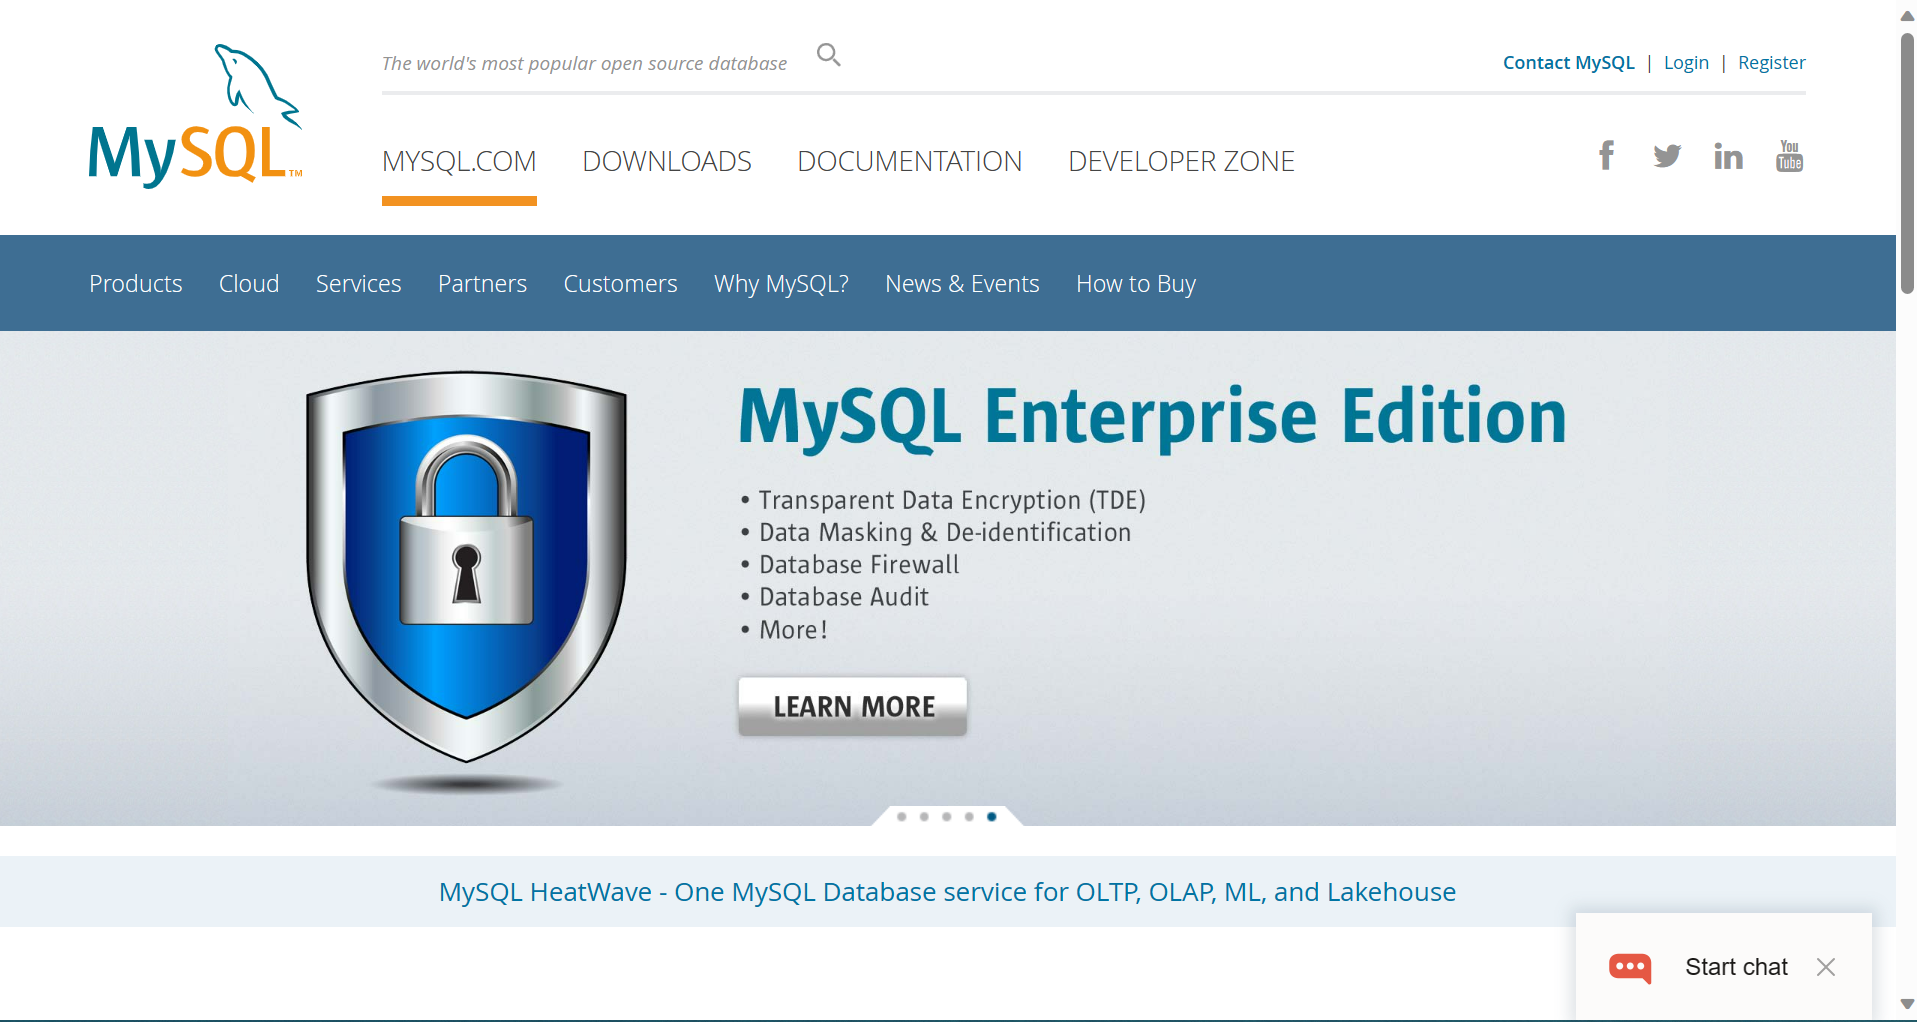 The world's most popular open source database
Contact MySQL | Login | Register
MySQL™
MYSQL.COM DOWNLOADS DOCUMENTATION DEVELOPER ZONE
f in You Tube
Products Cloud Services Partners Customers Why MySQL? News & Events How to Buy
MySQL Enterprise Edition
• Transparent Data Encryption (TDE)
• Data Masking & De-identification
• Database Firewall
• Database Audit
• More!
LEARN MORE
MySQL HeatWave - One MySQL Database service for OLTP, OLAP, ML, and Lakehouse
Start chat